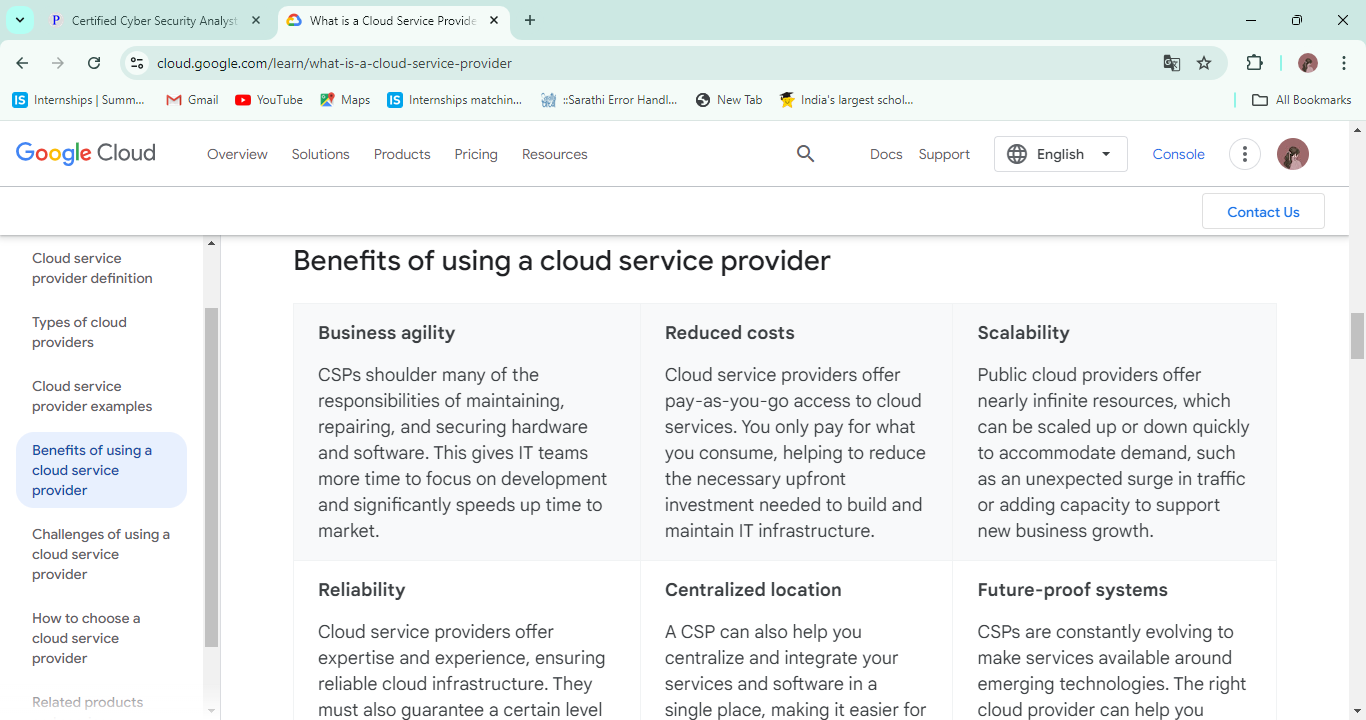 P Certified Cyber Security Analyst
What is a Cloud Service Provide
cloud.google.com/learn/what-is-a-cloud-service-provider
IS Internships | Summ...
Gmail
YouTube
Maps
IS Internships matchin...
::Sarathi Error Handl...
New Tab
India's largest schol...
All Bookmarks
Google Cloud
Overview
Solutions
Products
Pricing
Resources
Docs
Support
English
Console
Contact Us
Cloud service
provider definition
Types of cloud
providers
Cloud service
provider examples
Benefits of using a
cloud service
provider
Challenges of using a
cloud service
provider
How to choose a
cloud service
provider
Related products
Benefits of using a cloud service provider
Business agility
CSPs shoulder many of the
responsibilities of maintaining,
repairing, and securing hardware
and software. This gives IT teams
more time to focus on development
and significantly speeds up time to
market.
Reduced costs
Cloud service providers offer
pay-as-you-go access to cloud
services. You only pay for what
you consume, helping to reduce
the necessary upfront
investment needed to build and
maintain IT infrastructure.
Scalability
Public cloud providers offer
nearly infinite resources, which
can be scaled up or down quickly
to accommodate demand, such
as an unexpected surge in traffic
or adding capacity to support
new business growth.
Reliability
Cloud service providers offer
expertise and experience, ensuring
reliable cloud infrastructure. They
must also guarantee a certain level
Centralized location
A CSP can also help you
centralize and integrate your
services and software in a
single place, making it easier for
Future-proof systems
CSPs are constantly evolving to
make services available around
emerging technologies. The right
cloud provider can help you